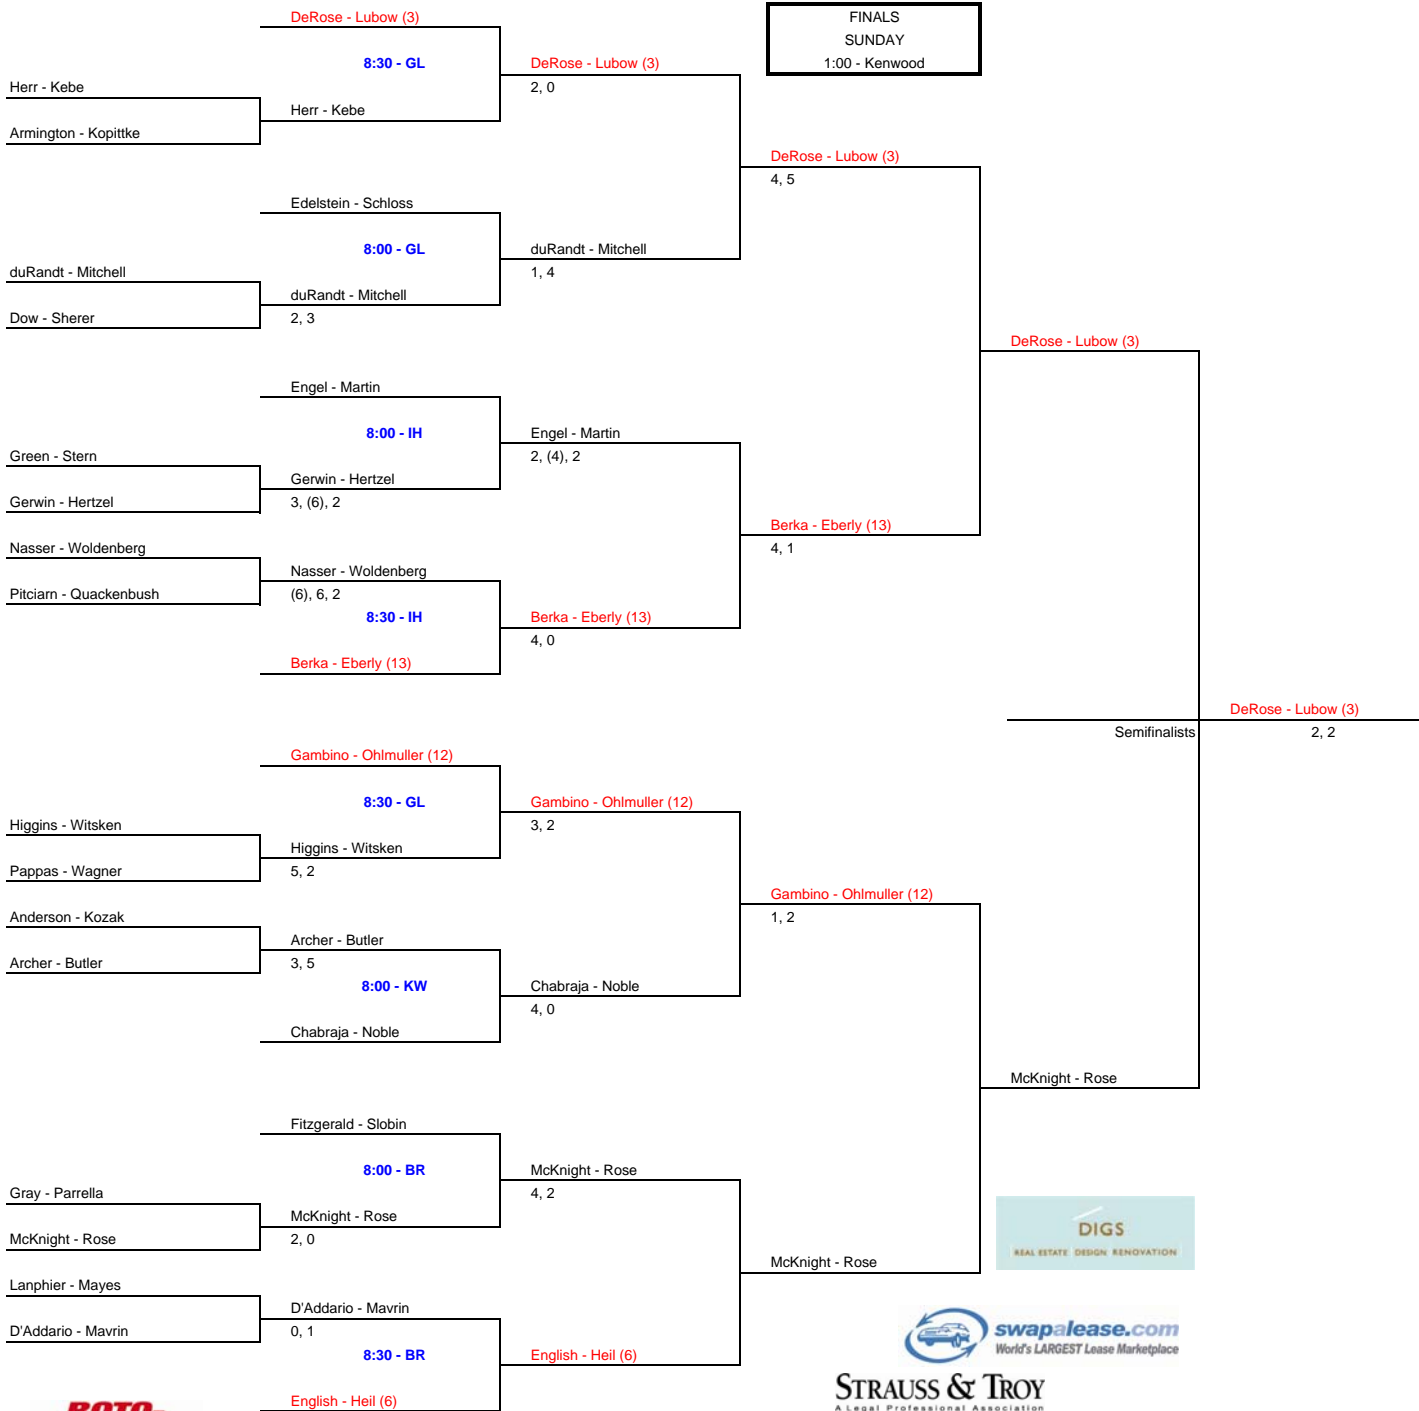 DeRose - Lubow (3)
FINALS
SUNDAY
1:00 - Kenwood
8:30 - GL
DeRose - Lubow (3)
2, 0
Herr - Kebe
Herr - Kebe
Armington - Kopittke
DeRose - Lubow (3)
4, 5
Edelstein - Schloss
8:00 - GL
duRandt - Mitchell
1, 4
duRandt - Mitchell
duRandt - Mitchell
2, 3
Dow - Sherer
DeRose - Lubow (3)
Engel - Martin
8:00 - IH
Engel - Martin
2, (4), 2
Green - Stern
Gerwin - Hertzel
3, (6), 2
Gerwin - Hertzel
Berka - Eberly (13)
4, 1
Nasser - Woldenberg
Nasser - Woldenberg
(6), 6, 2
Pitciarn - Quackenbush
8:30 - IH
Berka - Eberly (13)
4, 0
Berka - Eberly (13)
DeRose - Lubow (3)
Semifinalists
2, 2
Gambino - Ohlmuller (12)
8:30 - GL
Gambino - Ohlmuller (12)
3, 2
Higgins - Witsken
Higgins - Witsken
5, 2
Pappas - Wagner
Gambino - Ohlmuller (12)
1, 2
Anderson - Kozak
Archer - Butler
3, 5
Archer - Butler
8:00 - KW
Chabraja - Noble
4, 0
Chabraja - Noble
McKnight - Rose
Fitzgerald - Slobin
8:00 - BR
McKnight - Rose
4, 2
Gray - Parrella
McKnight - Rose
2, 0
McKnight - Rose
DIGS
REAL ESTATE DESIGN RENOVATION
McKnight - Rose
Lanphier - Mayes
D'Addario - Mavrin
0, 1
D'Addario - Mavrin
8:30 - BR
English - Heil (6)
swapalease.com
World's LARGEST Lease Marketplace
STRAUSS & TROY
A Legal Professional Association
English - Heil (6)
ROTO-